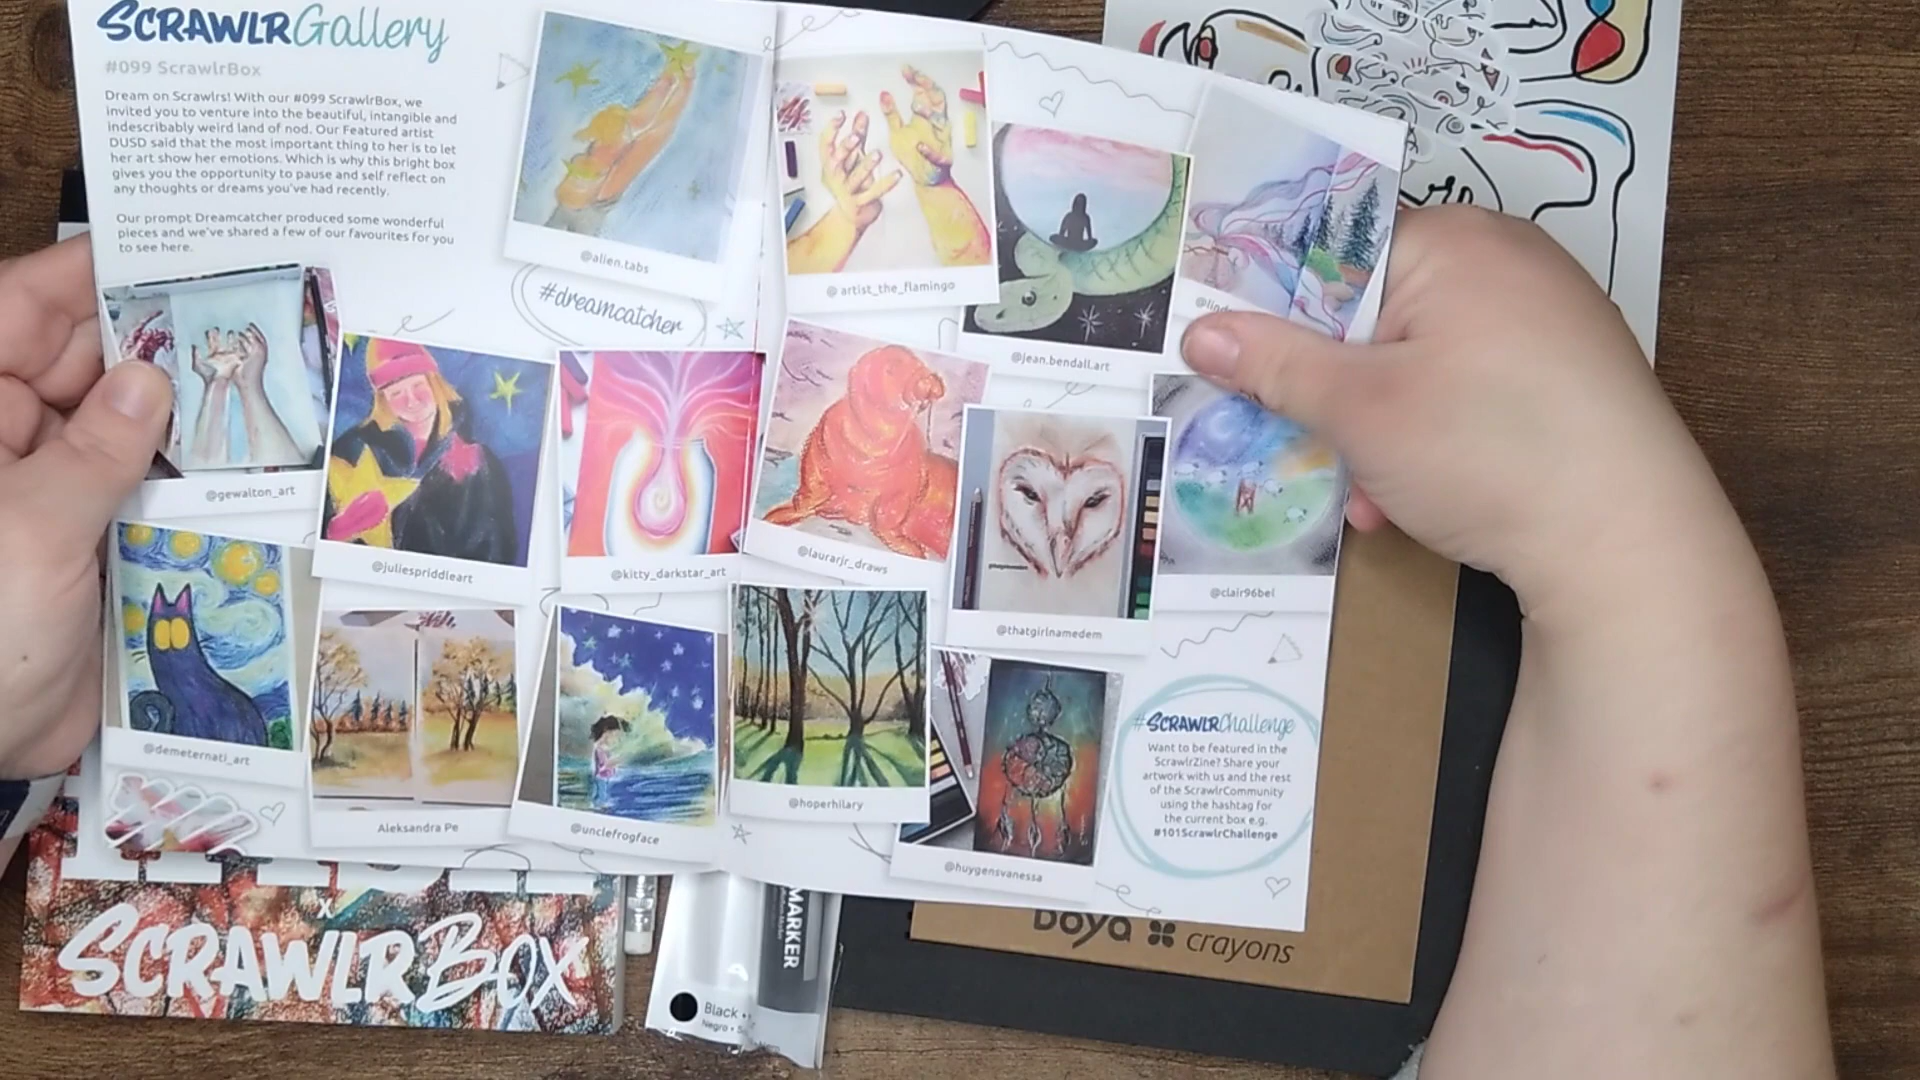 SCRAWLRGallery
#099 ScrawlrBox
Dream on Scrawlrs! With our #099 ScrawlrBox, we
invited you to venture into the beautiful, intangible and
indescribably weird land of nod. Our Featured artist
DUSD said that the most important thing to her is to let
her art show her emotions. Which is why this bright box
gives you the opportunity to pause and self reflect on
any thoughts or dreams you've had recently.
Our prompt Dreamcatcher produced some wonderful
pieces and we've shared a few of our favourites for you
to see here.
@alien.tabs
#dreamcatcher
@ artist_the_flamingo
@jean.bendall.art
@gewalton_art
@juliespriddleart
@kitty_darkstar_art
@laurarjr_draws
@thatgirlnamedem
@clair96bel
@demeternati_art
Aleksandra Pe
@unclefrogface
@hoperhilary
@huygensvanessa
#SCRAWLRChallenge
Want to be featured in the
ScrawlrZine? Share your
artwork with us and the rest
of the ScrawlrCommunity
using the hashtag for
the current box e.g.
#101ScrawlrChallenge
x
SCRAWLRBOX
MARKER
Black
Negro
boya crayons